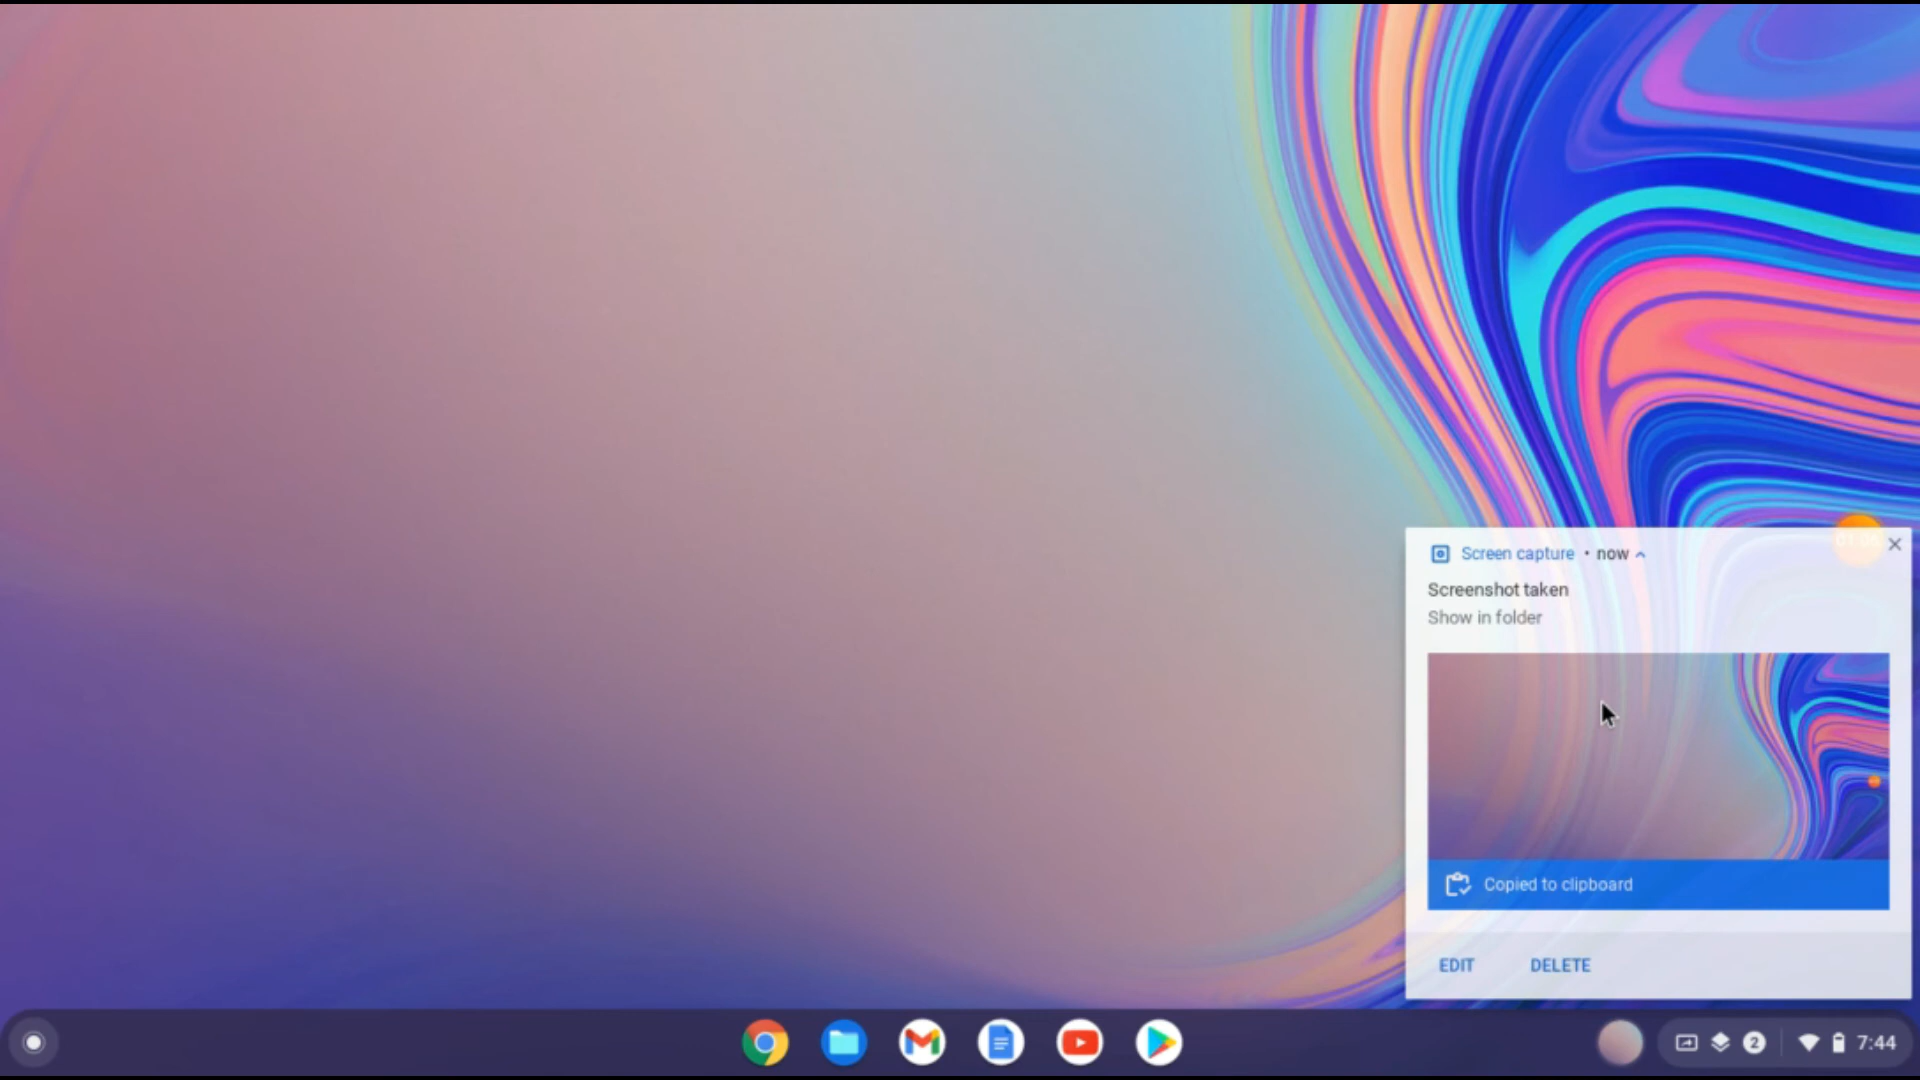 Screen capture • now
Screenshot taken
Show in folder
Copied to clipboard
EDIT DELETE
2 7:44